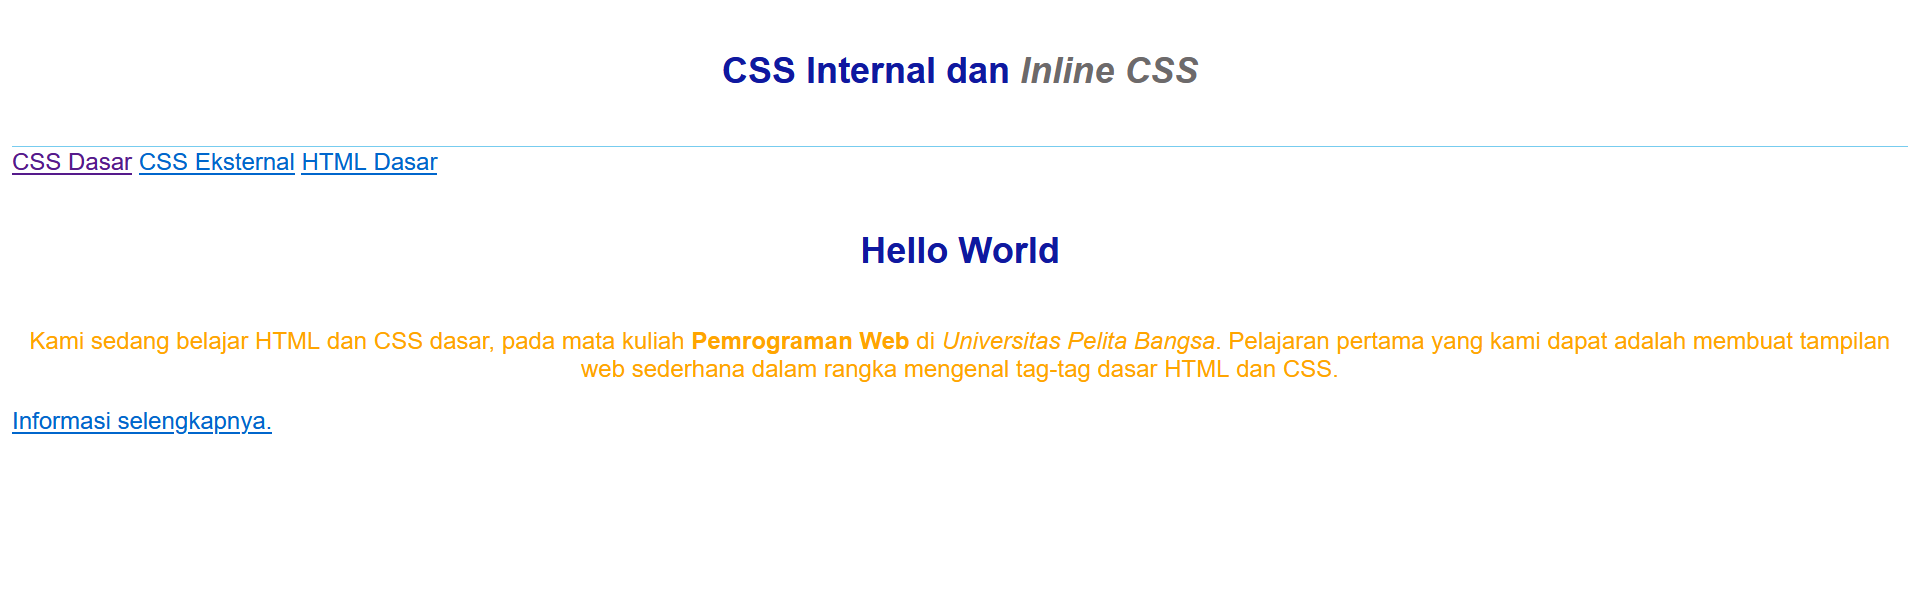 CSS Internal dan Inline CSS
CSS Dasar CSS Eksternal HTML Dasar
Hello World
Kami sedang belajar HTML dan CSS dasar, pada mata kuliah Pemrograman Web di Universitas Pelita Bangsa. Pelajaran pertama yang kami dapat adalah membuat tampilan
web sederhana dalam rangka mengenal tag-tag dasar HTML dan CSS.
Informasi selengkapnya.